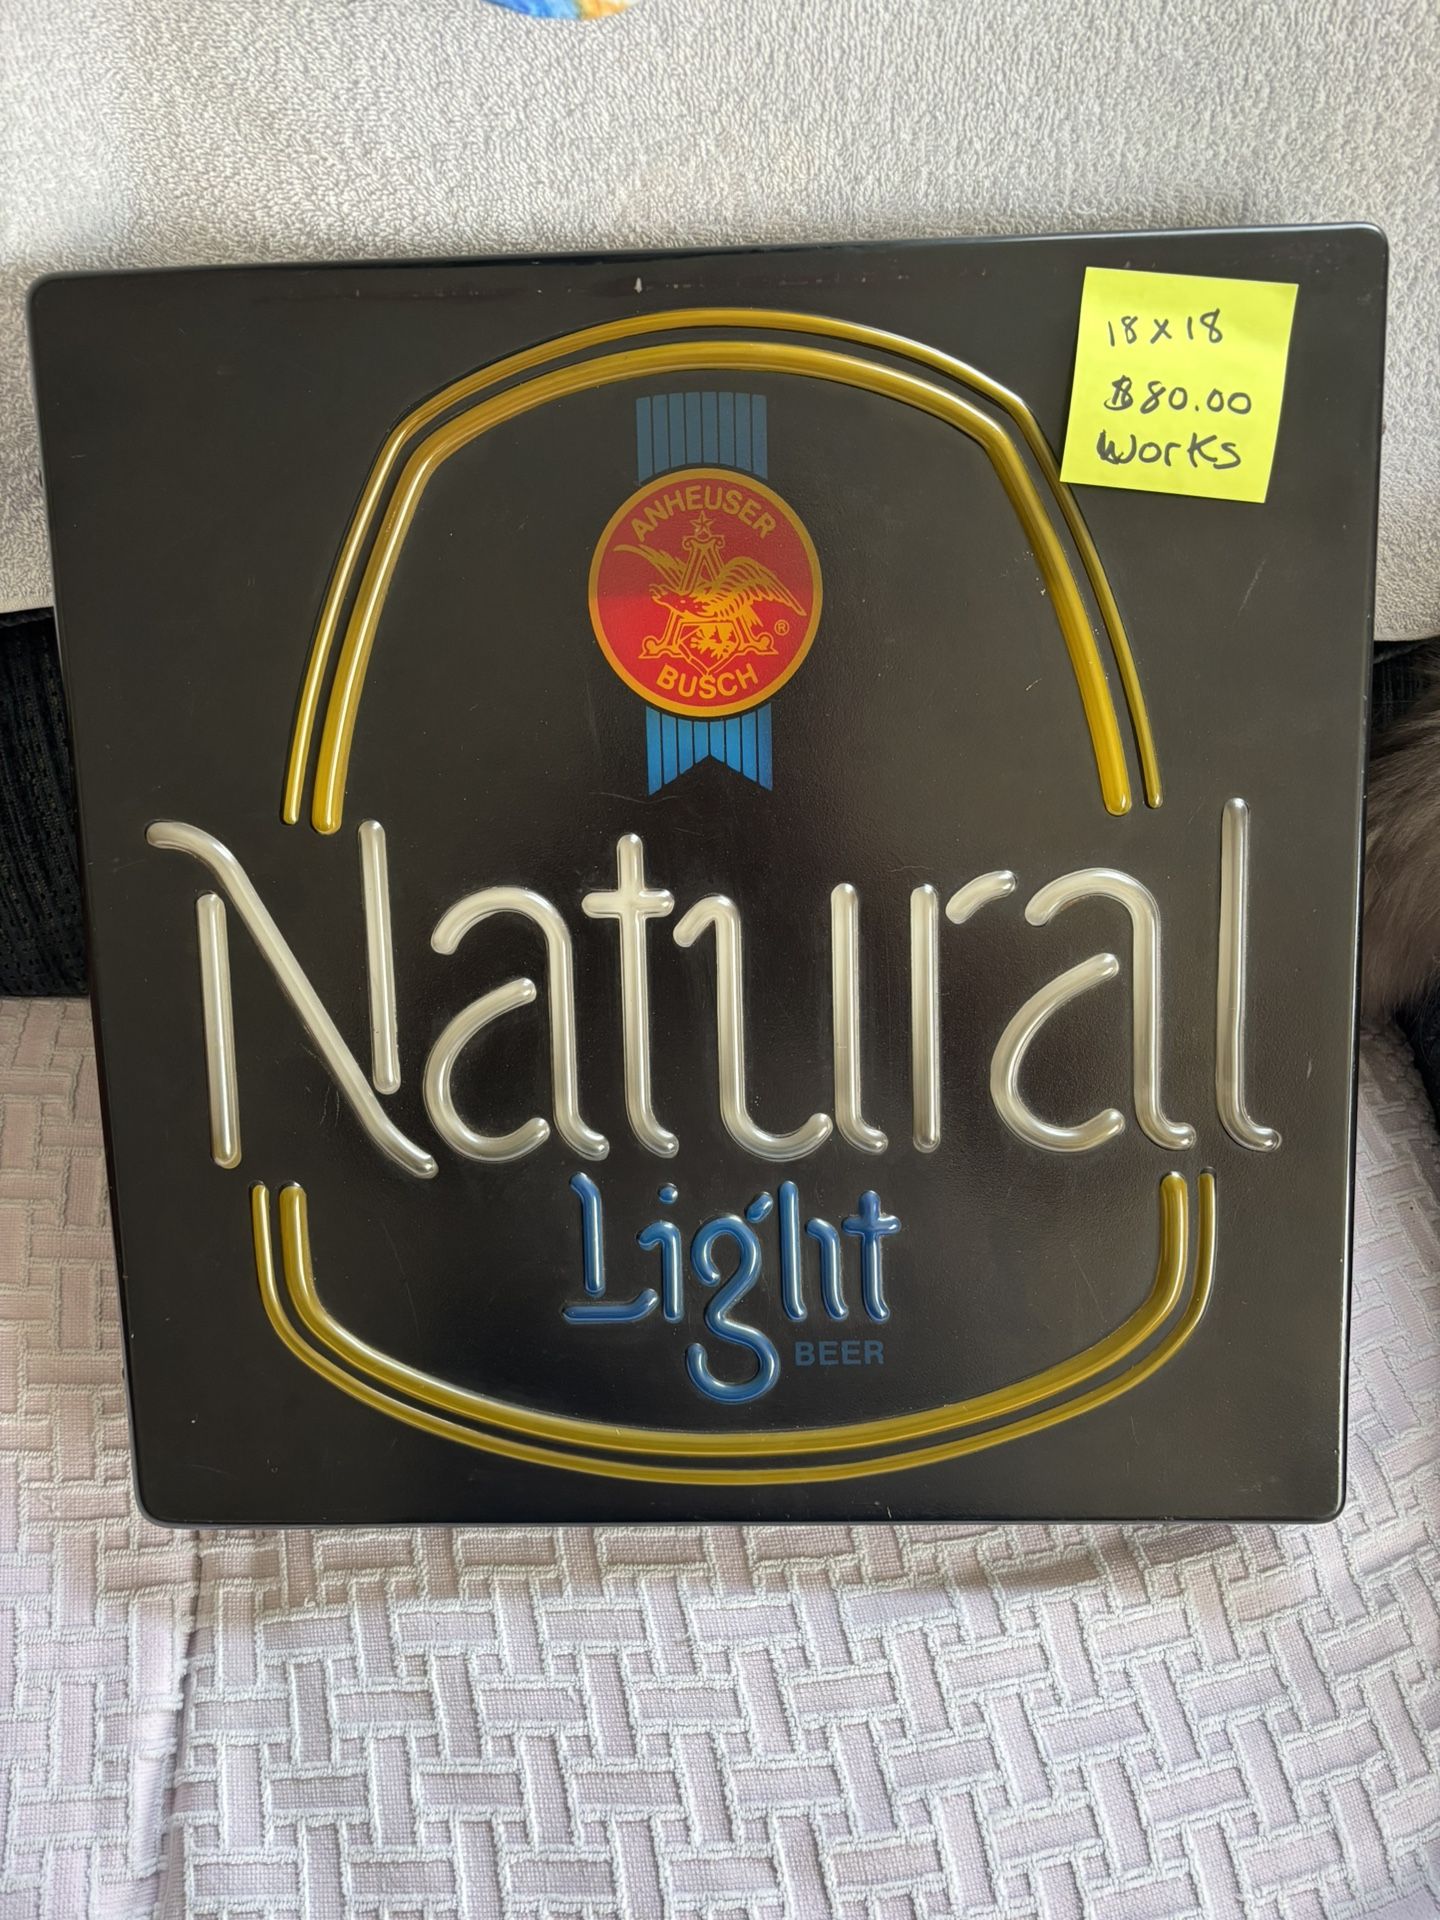 18 x 18
$80.00
Works
ANHEUSER
A
®
BUSCH
Natural
Light
BEER